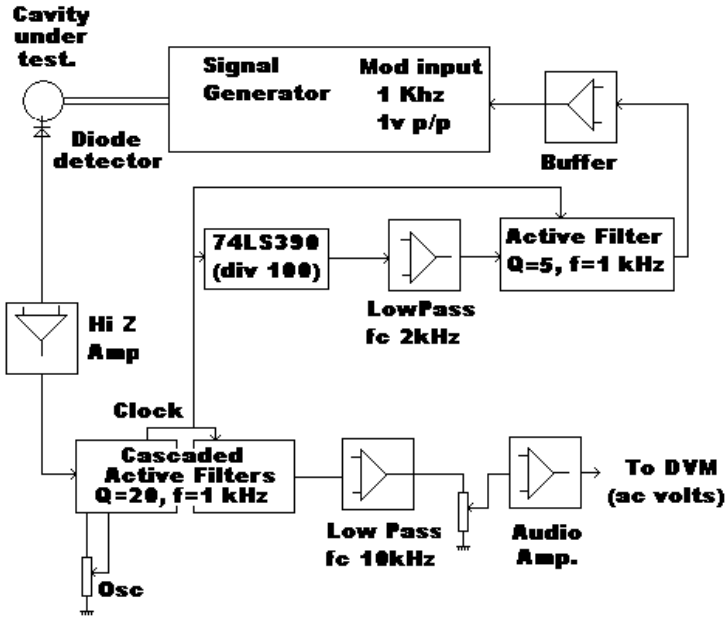 Cavity
under
test.
Signal
Generator
Mod input
1 Khz
1v p/p
Diode
detector
Buffer
74LS390
(div 100)
Active Filter
Q=5, f=1 kHz
LowPass
fc 2kHz
Hi Z
Amp
Clock
Cascaded
Active Filters
Q=20, f=1 kHz
To DVM
(ac volts)
Low Pass
fc 10kHz
Audio
Amp.
Osc